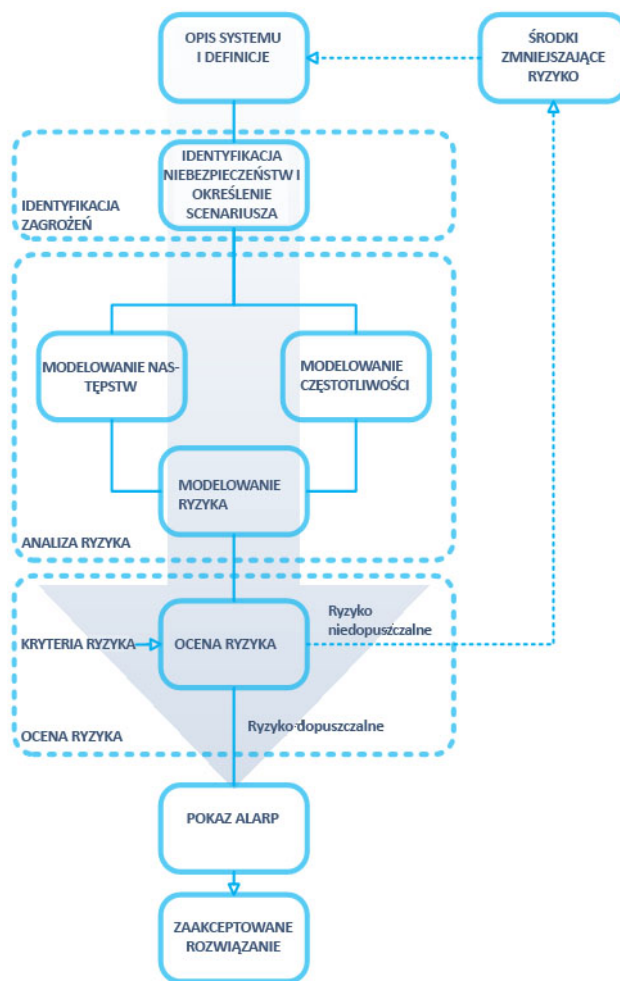 OPIS SYSTEMU
I DEFINICJE
ŚRODKI
ZMNIEJSZAJĄCE
RYZYKO
IDENTYFIKACJA
NIEBEZPIECZEŃSTW I
OKREŚLENIE
SCENARIUSZA
IDENTYFIKACJA
ZAGROŻEŃ
MODELOWANIE NAS-
TĘPSTW
MODELOWANIE
CZĘSTOTLIWOŚCI
MODELOWANIE
RYZYKA
ANALIZA RYZYKA
KRYTERIA RYZYKA
OCENA RYZYKA
Ryzyko
niedopuszczalne
Ryzyko dopuszczalne
OCENA RYZYKA
POKAZ ALARP
ZAAKCEPTOWANE
ROZWIĄZANIE